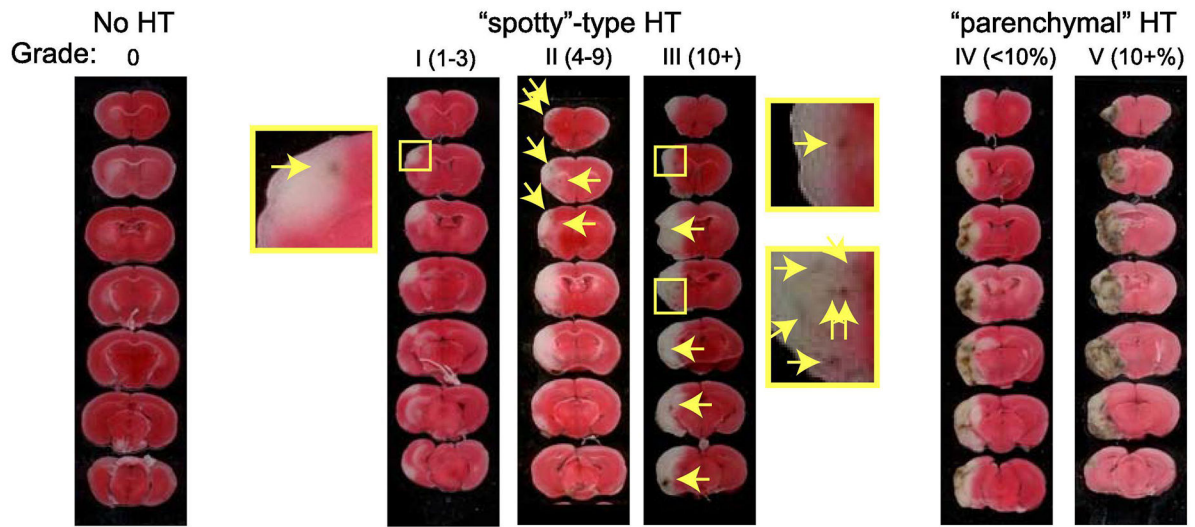 No HT
"spotty"-type HT
"parenchymal" HT
Grade: 0
I (1-3)
II (4-9)
III (10+)
IV (<10%)
V (10+%)